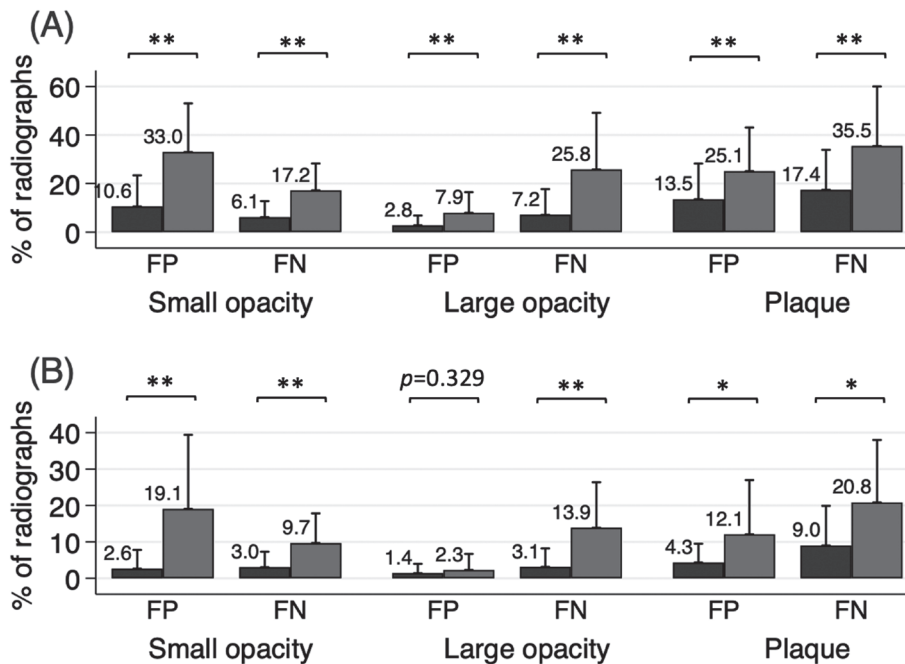 (A)
** ** ** ** ** **
% of radiographs
60
40
20
0
10.6 33.0 6.1 17.2 2.8 7.9 7.2 25.8 13.5 25.1 17.4 35.5
FP FN FP FN FP FN
Small opacity Large opacity Plaque
(B)
** ** p=0.329 ** * *
% of radiographs
40
30
20
10
0
2.6 19.1 3.0 9.7 1.4 2.3 3.1 13.9 4.3 12.1 9.0 20.8
FP FN FP FN FP FN
Small opacity Large opacity Plaque